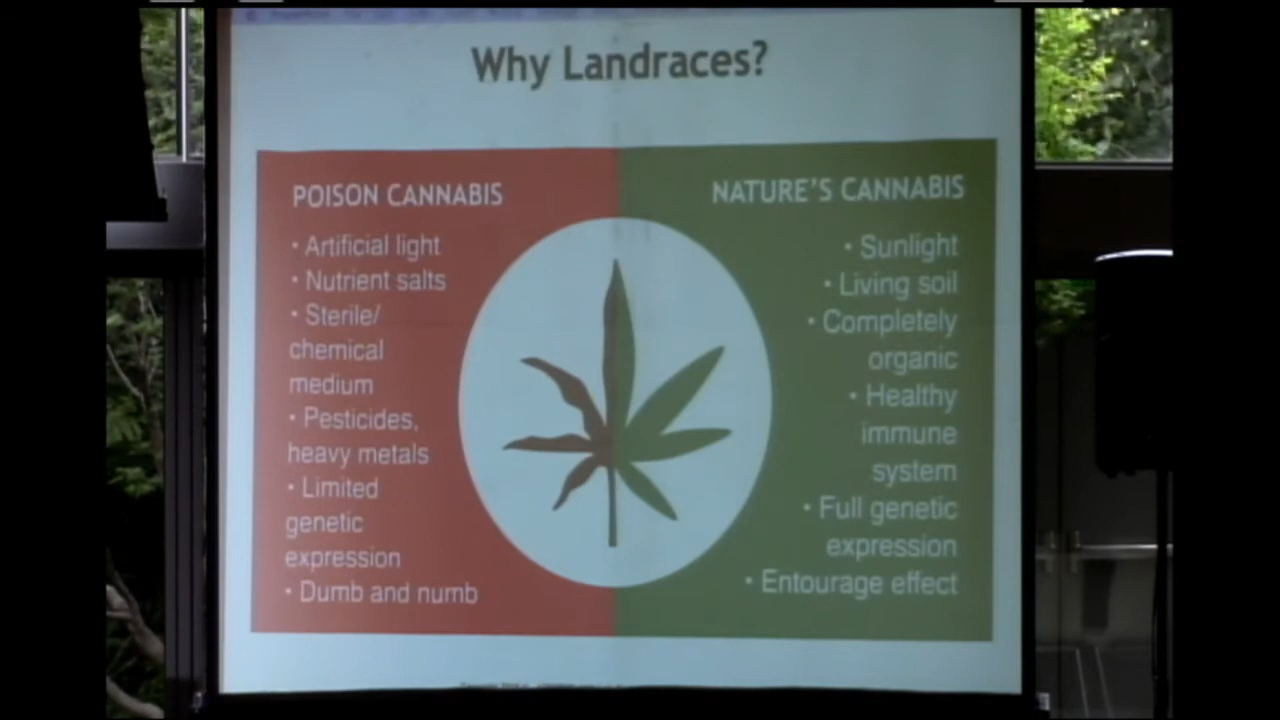 Why Landraces?
POISON CANNABIS
• Artificial light
• Nutrient salts
• Sterile/
chemical
medium
• Pesticides,
heavy metals
• Limited
genetic
expression
• Dumb and numb
NATURE'S CANNABIS
• Sunlight
• Living soil
• Completely
organic
• Healthy
immune
system
• Full genetic
expression
• Entourage effect